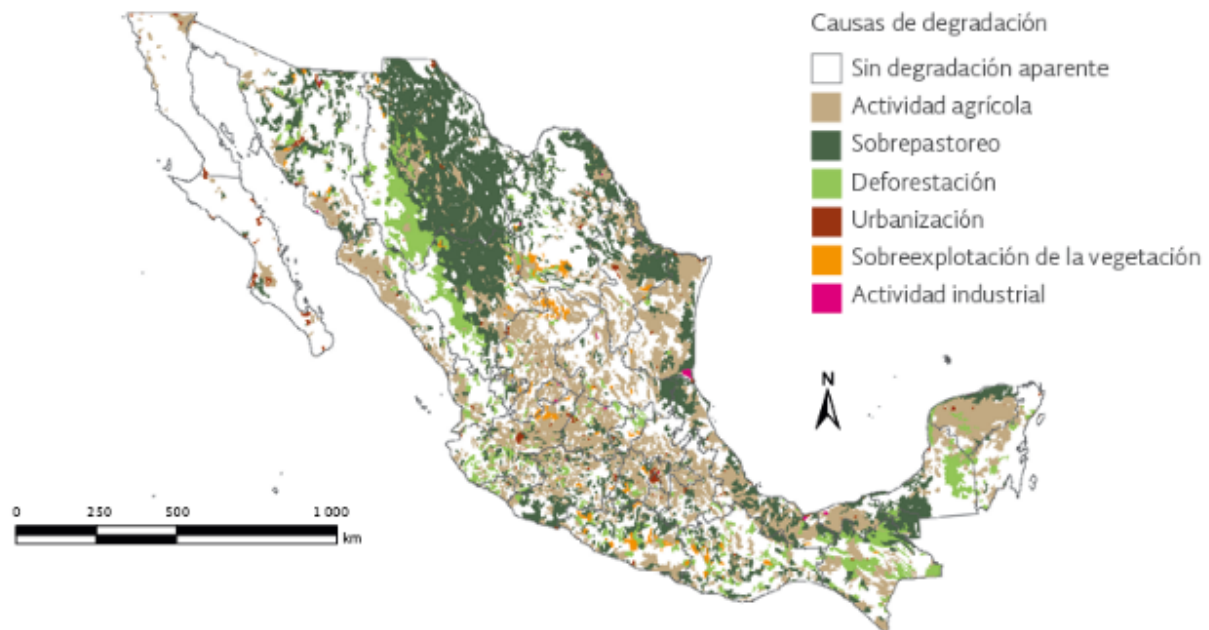 Causas de degradación
Sin degradación aparente
Actividad agrícola
Sobrepastoreo
Deforestación
Urbanización
Sobreexplotación de la vegetación
Actividad industrial
N
0 250 500 1 000
km